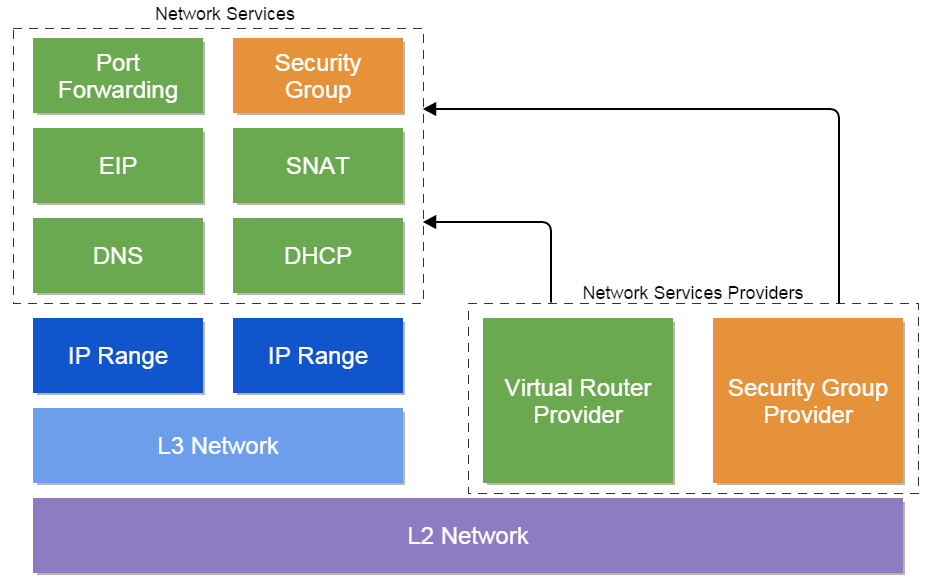 Network Services
Port
Forwarding
Security
Group
EIP
SNAT
DNS
DHCP
Network Services Providers
IP Range
IP Range
Virtual Router
Provider
Security Group
Provider
L3 Network
L2 Network